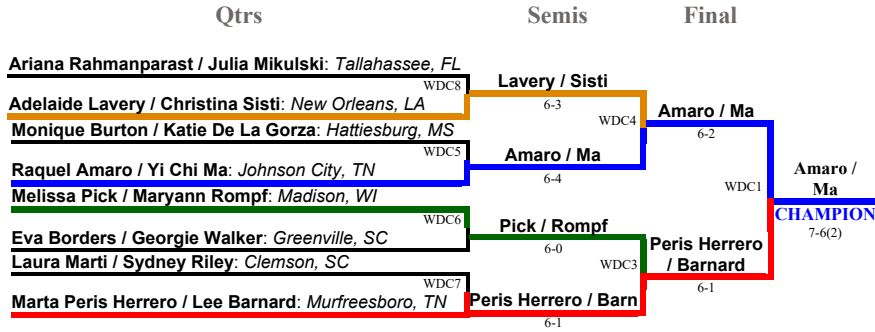 Qtrs Semis Final
Ariana Rahmanparast / Julia Mikulski: Tallahassee, FL
WDC8
Adelaide Lavery / Christina Sisti: New Orleans, LA
Monique Burton / Katie De La Gorza: Hattiesburg, MS
WDC5
Raquel Amaro / Yi Chi Ma: Johnson City, TN
Melissa Pick / Maryann Rompf: Madison, WI
WDC6
Eva Borders / Georgie Walker: Greenville, SC
Laura Marti / Sydney Riley: Clemson, SC
WDC7
Marta Peris Herrero / Lee Barnard: Murfreesboro, TN
Lavery / Sisti
6-3
WDC4
Amaro / Ma
6-4
Pick / Rompf
6-0
WDC3
Peris Herrero / Barn
6-1
Amaro / Ma
6-2
WDC1
Peris Herrero
/ Barnard
6-1
Amaro /
Ma
CHAMPION
7-6(2)